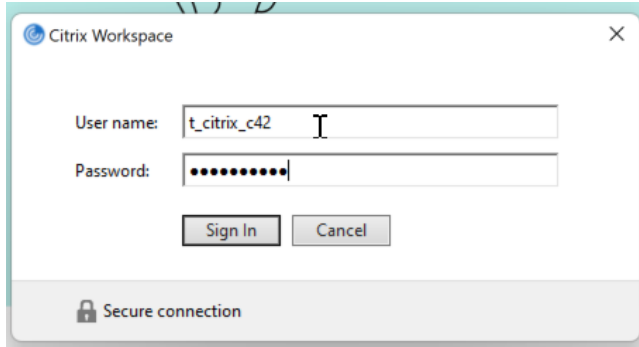 Citrix Workspace
User name: t_citrix_c42
Password: ●●●●●●●●●●
Sign In Cancel
Secure connection